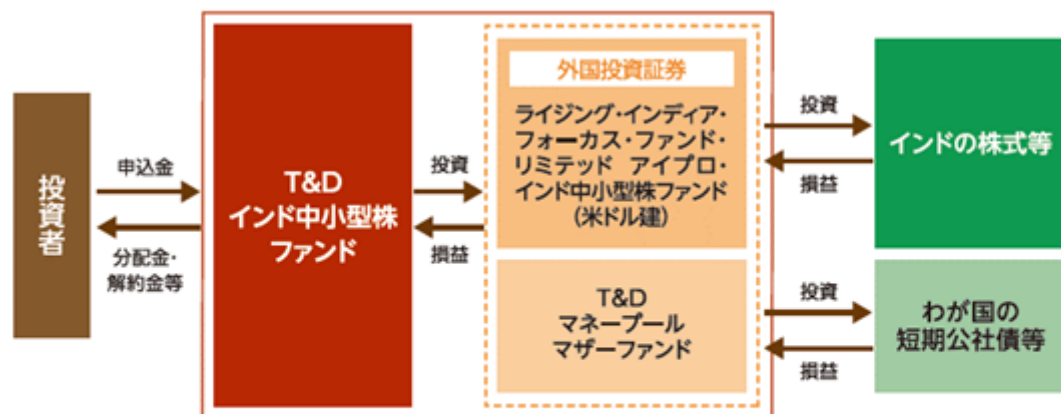 投資者
申込金
分配金・
解約金等
T&D
インド中小型株
ファンド
投資
損益
外国投資証券
ライジング・インディア・
フォーカス・ファンド・
リミテッド アイプロ・
インド中小型株ファンド
(米ドル建)
T&D
マネープール
マザーファンド
投資
損益
インドの株式等
投資
損益
わが国の
短期公社債等